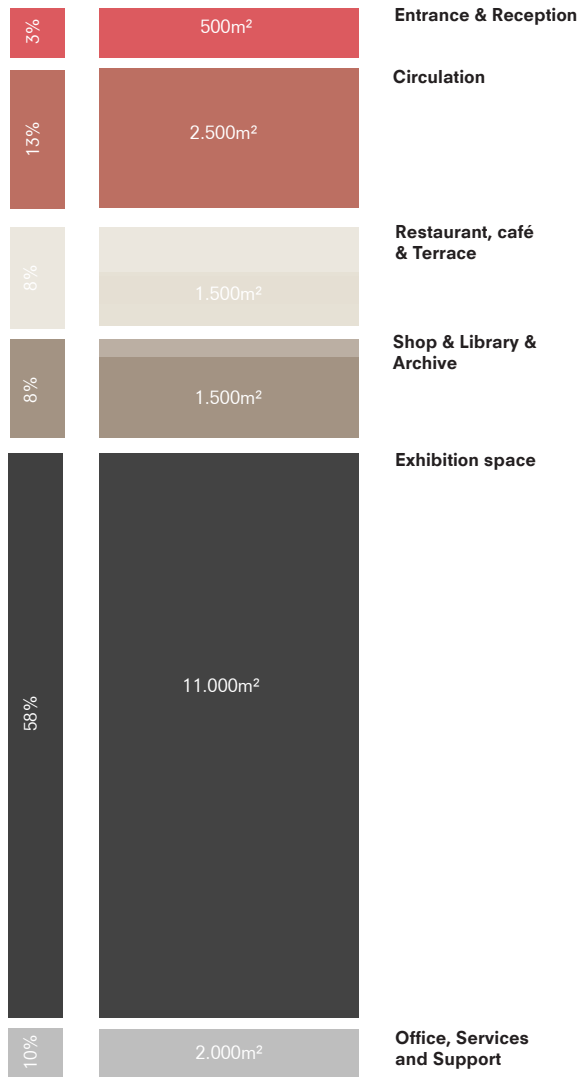 3%
500m²
Entrance & Reception
13%
2.500m²
Circulation
8%
1.500m²
Restaurant, café
& Terrace
8%
1.500m²
Shop & Library &
Archive
58%
11.000m²
Exhibition space
10%
2.000m²
Office, Services
and Support